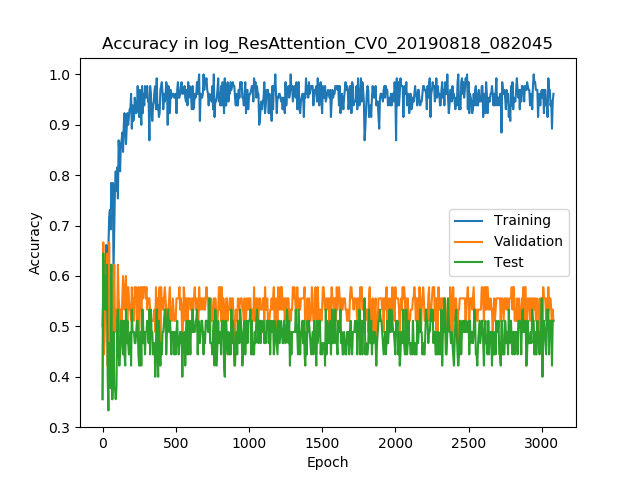 Accuracy in log_ResAttention_CV0_20190818_082045
1.0
0.9
0.8
0.7
0.6
0.5
0.4
0.3
Accuracy
Training
Validation
Test
0 500 1000 1500 2000 2500 3000
Epoch